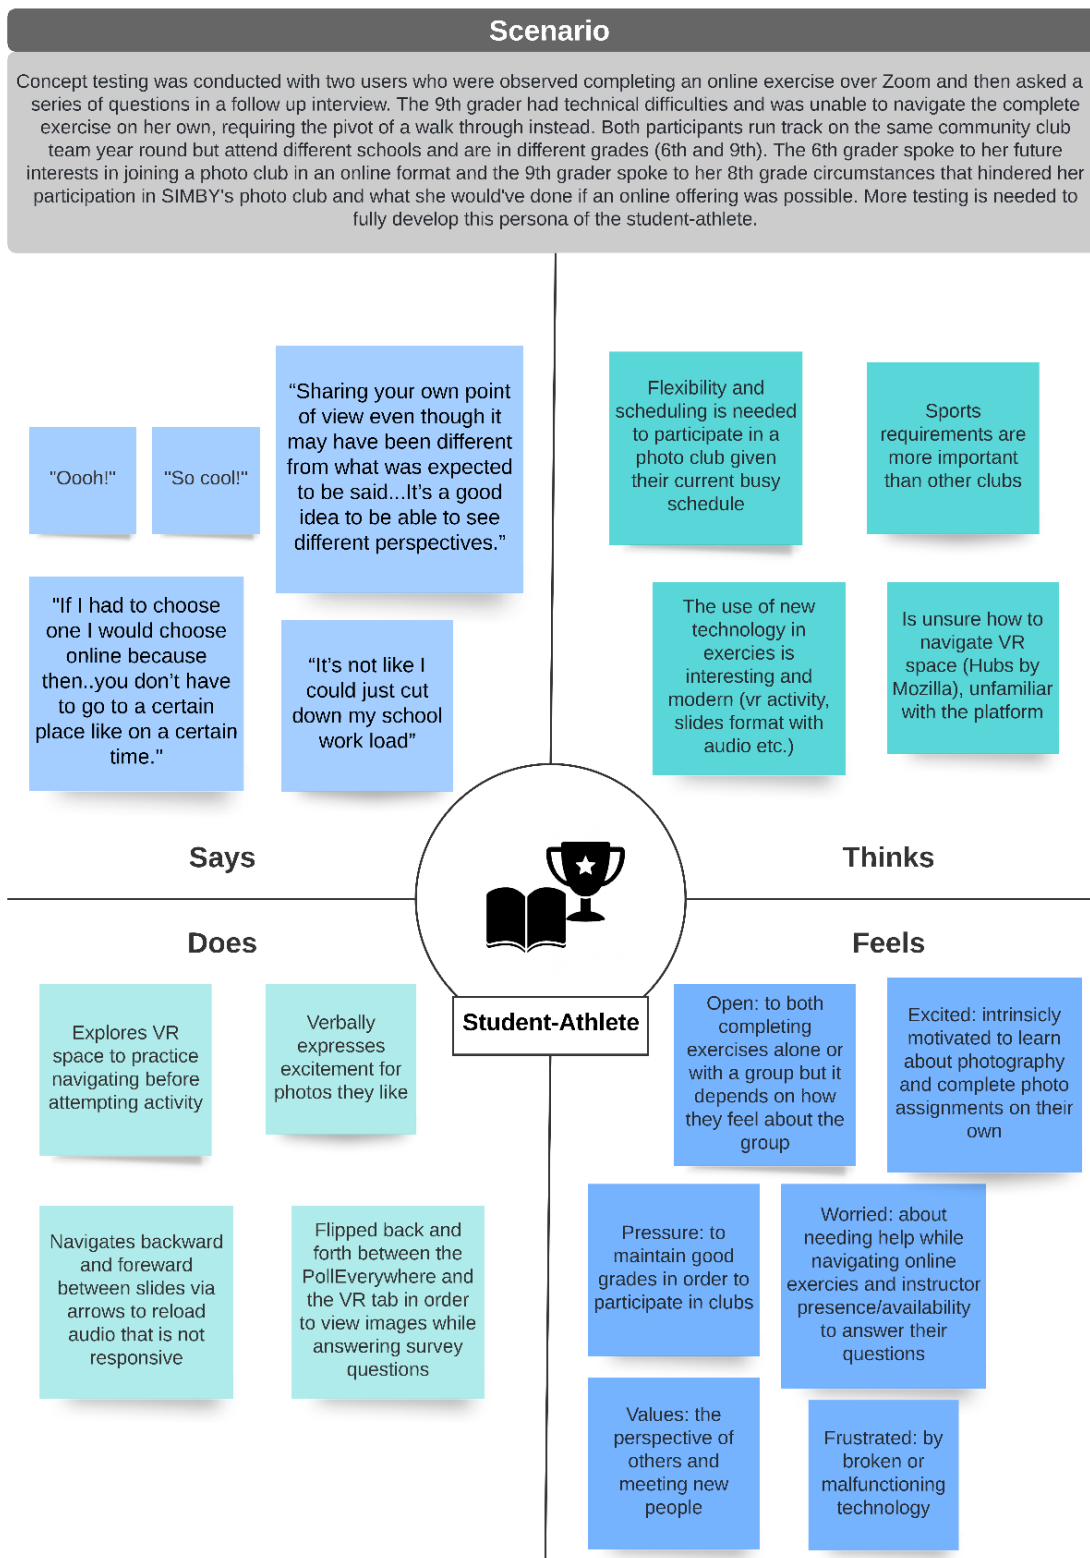 Scenario
Concept testing was conducted with two users who were observed completing an online exercise over Zoom and then asked a
series of questions in a follow up interview. The 9th grader had technical difficulties and was unable to navigate the complete
exercise on her own, requiring the pivot of a walk through instead. Both participants run track on the same community club
team year round but attend different schools and are in different grades (6th and 9th). The 6th grader spoke to her future
interests in joining a photo club in an online format and the 9th grader spoke to her 8th grade circumstances that hindered her
participation in SIMBY's photo club and what she would've done if an online offering was possible. More testing is needed to
fully develop this persona of the student-athlete.
"Oooh!"
"So cool!"
“Sharing your own point
of view even though it
may have been different
from what was expected
to be said...It’s a good
idea to be able to see
different perspectives.”
"If I had to choose
one I would choose
online because
then..you don’t have
to go to a certain
place like on a certain
time."
“It’s not like I
could just cut
down my school
work load”
Says
Flexibility and
scheduling is needed
to participate in a
photo club given
their current busy
schedule
Sports
requirements are
more important
than other clubs
The use of new
technology in
exercies is
interesting and
modern (vr activity,
slides format with
audio etc.)
Is unsure how to
navigate VR
space (Hubs by
Mozilla), unfamiliar
with the platform
Thinks
Student-Athlete
Does
Explores VR
space to practice
navigating before
attempting activity
Verbally
expresses
excitement for
photos they like
Navigates backward
and foreward
between slides via
arrows to reload
audio that is not
responsive
Flipped back and
forth between the
PollEverywhere and
the VR tab in order
to view images while
answering survey
questions
Feels
Open: to both
completing
exercises alone or
with a group but it
depends on how
they feel about the
group
Excited: intrinsicly
motivated to learn
about photography
and complete photo
assignments on their
own
Pressure: to
maintain good
grades in order to
participate in clubs
Worried: about
needing help while
navigating online
exercies and instructor
presence/availability
to answer their
questions
Values: the
perspective of
others and
meeting new
people
Frustrated: by
broken or
malfunctioning
technology